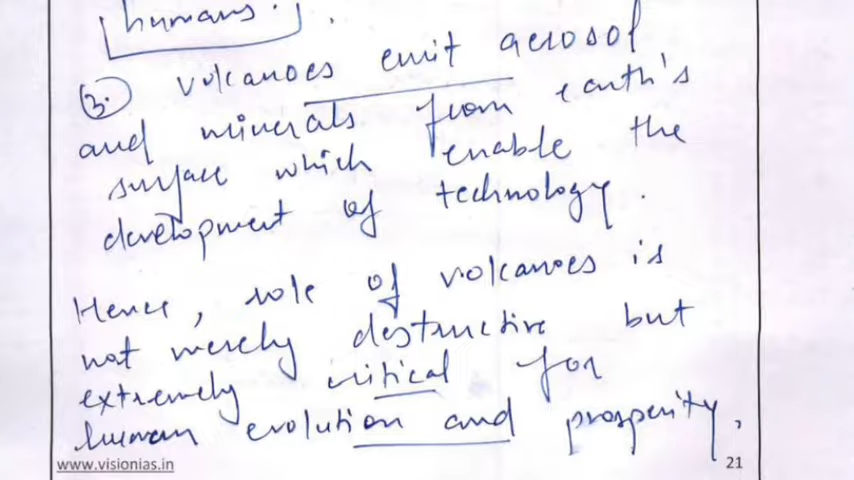 humans.
3. volcanoes emit aerosol
and minerals from earth's
surface which enable the
development of technology.
Hence, role of volcanoes is
not merely destructive but
extremely critical for
human evolution and prosperity.
www.visionias.in
21